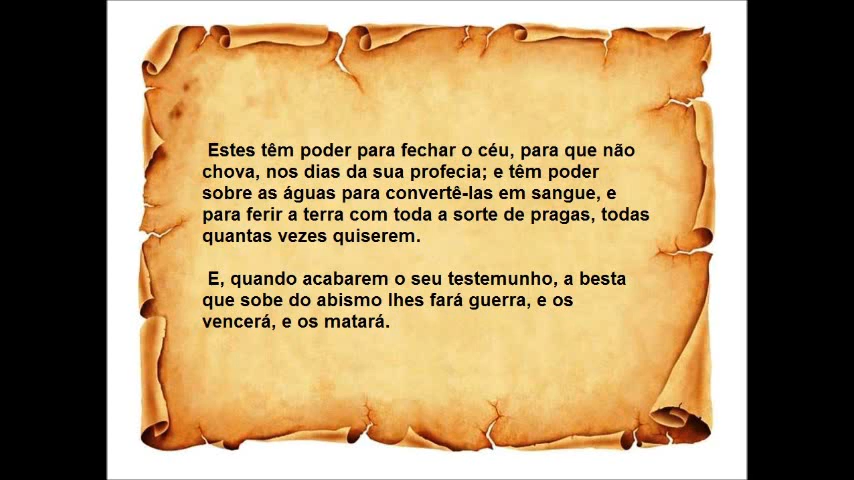 Estes têm poder para fechar o céu, para que não
chova, nos dias da sua profecia; e têm poder
sobre as águas para convertê-las em sangue, e
para ferir a terra com toda a sorte de pragas, todas
quantas vezes quiserem.
E, quando acabarem o seu testemunho, a besta
que sobe do abismo lhes fará guerra, e os
vencerá, e os matará.